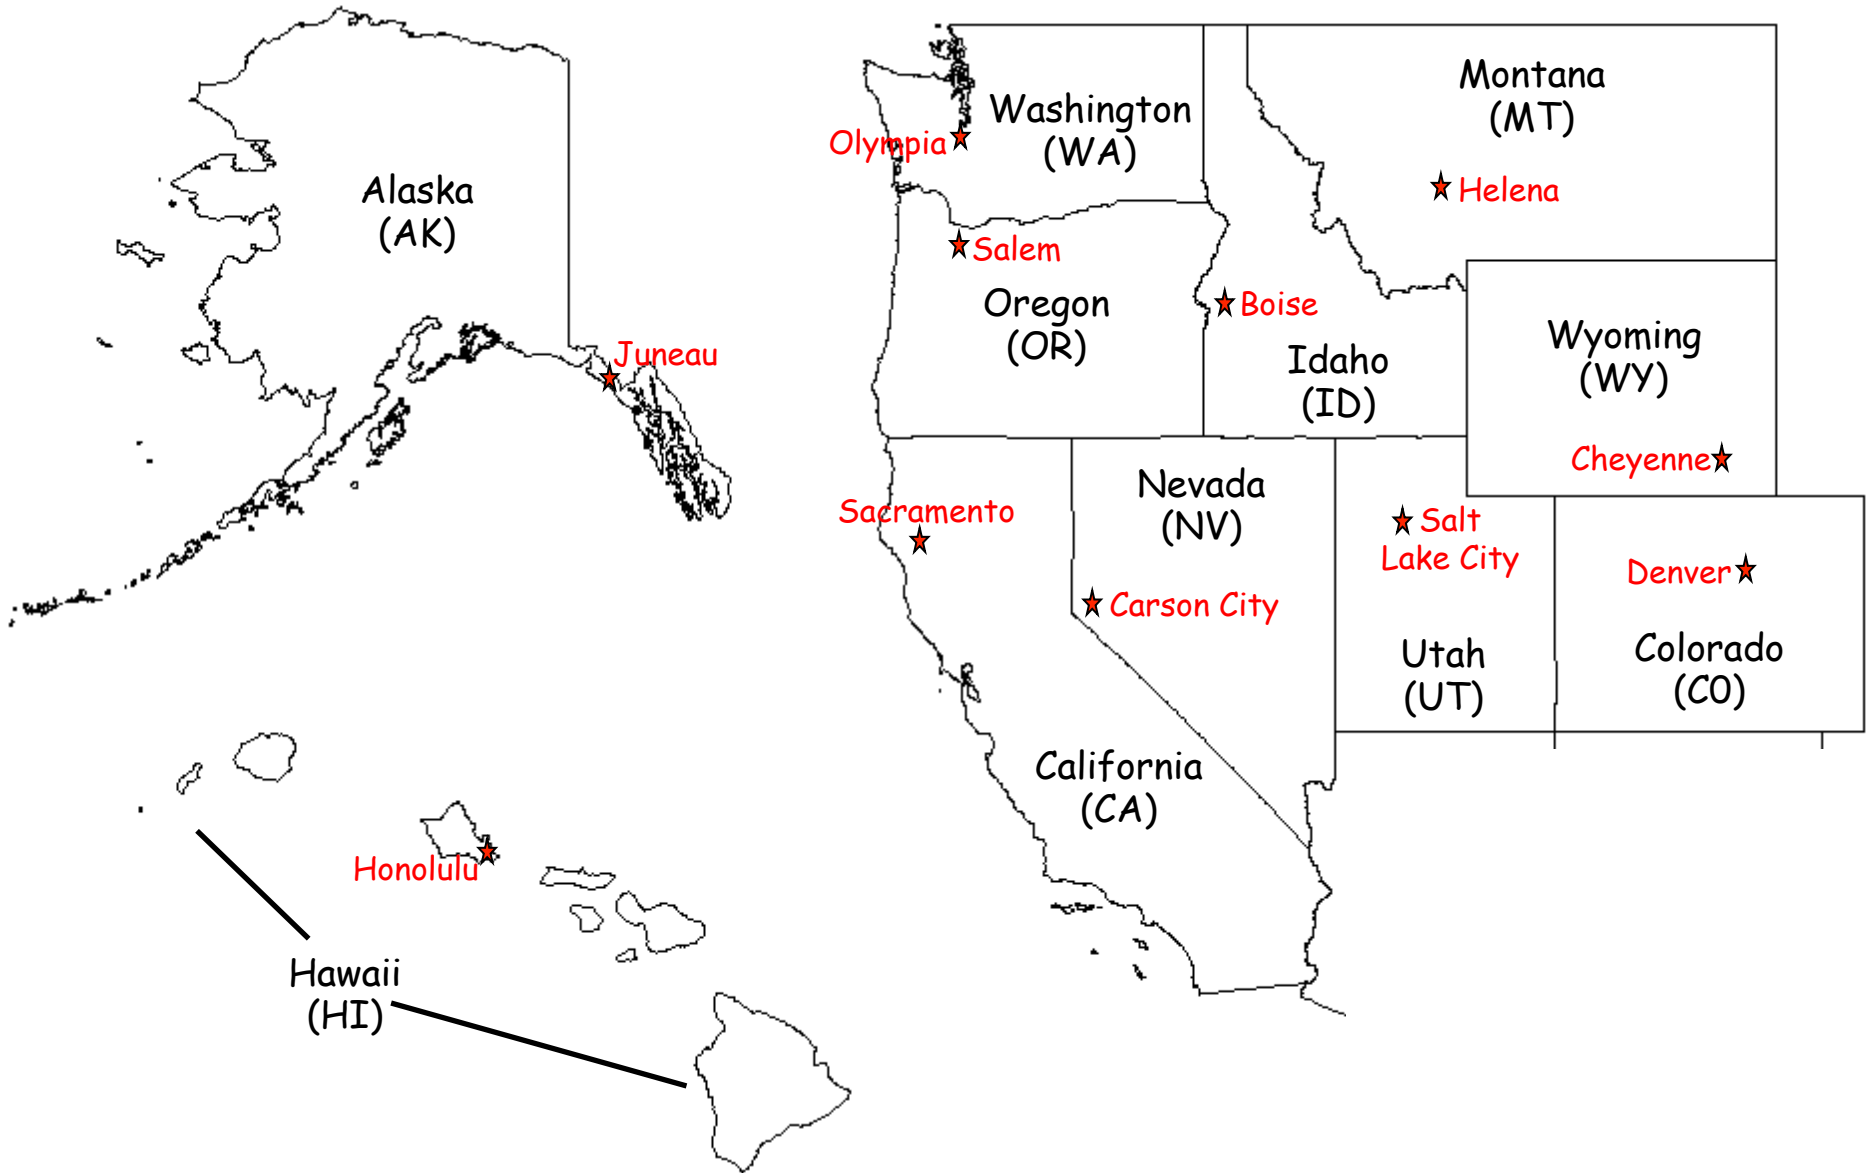 Alaska
(AK)
Juneau
Hawaii
(HI)
Honolulu
Washington
(WA)
Olympia
Oregon
(OR)
Salem
Montana
(MT)
Helena
Idaho
(ID)
Boise
Wyoming
(WY)
Cheyenne
Nevada
(NV)
Carson City
California
(CA)
Sacramento
Utah
(UT)
Salt
Lake City
Colorado
(CO)
Denver